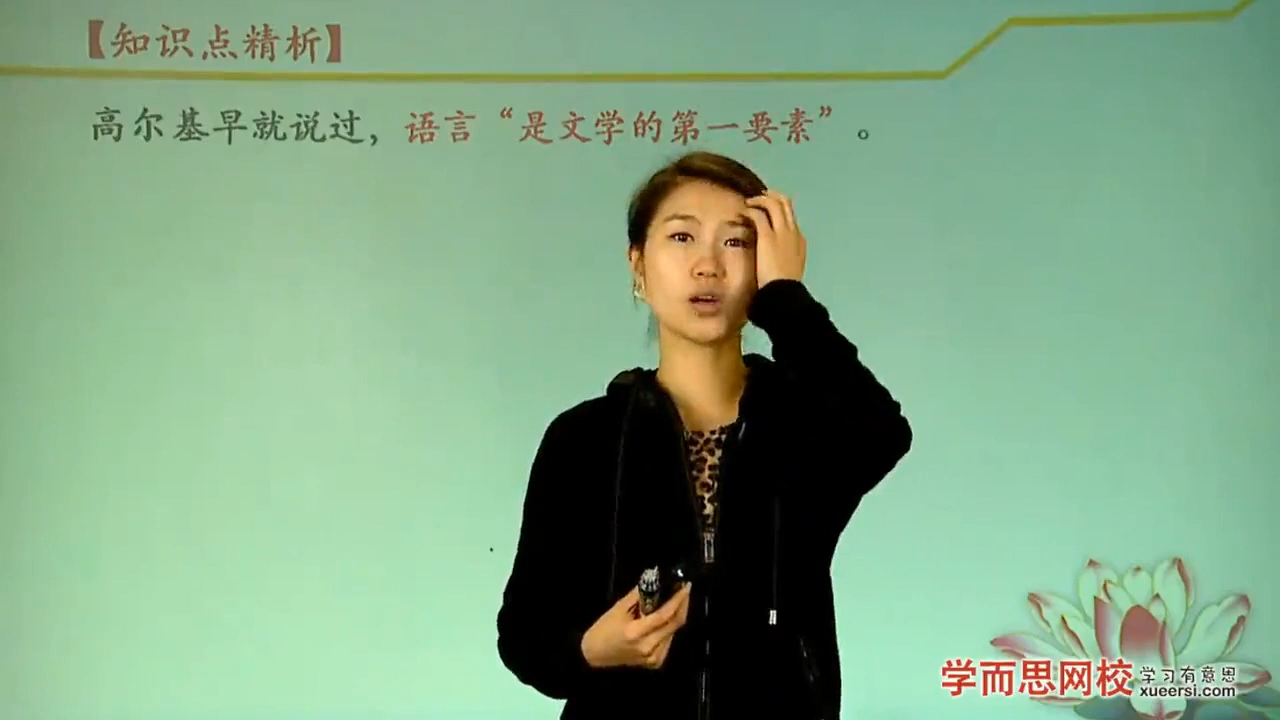 【知识点精析】
高尔基早就说过，语言“是文学的第一要素”。
学而思网校
学习有意思
xueersi.com